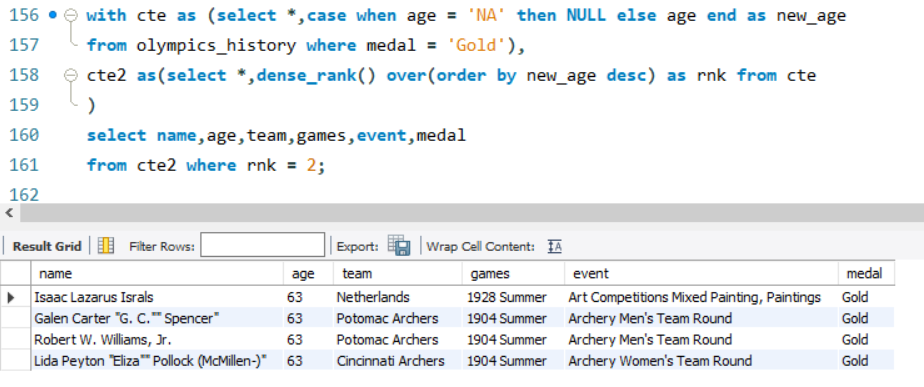 156 with cte as (select *,case when age = 'NA' then NULL else age end as new_age
157 from olympics_history where medal = 'Gold'),
158 cte2 as(select *,dense_rank() over(order by new_age desc) as rnk from cte
159 )
160 select name,age,team,games,event,medal
161 from cte2 where rnk = 2;
162
Result Grid Filter Rows: Export: Wrap Cell Content: IA
name age team games event medal
Isaac Lazarus Israls 63 Netherlands 1928 Summer Art Competitions Mixed Painting, Paintings Gold
Galen Carter "G. C."" Spencer" 63 Potomac Archers 1904 Summer Archery Men's Team Round Gold
Robert W. Williams, Jr. 63 Potomac Archers 1904 Summer Archery Men's Team Round Gold
Lida Peyton "Eliza"" Pollock (McMillen-)" 63 Cincinnati Archers 1904 Summer Archery Women's Team Round Gold